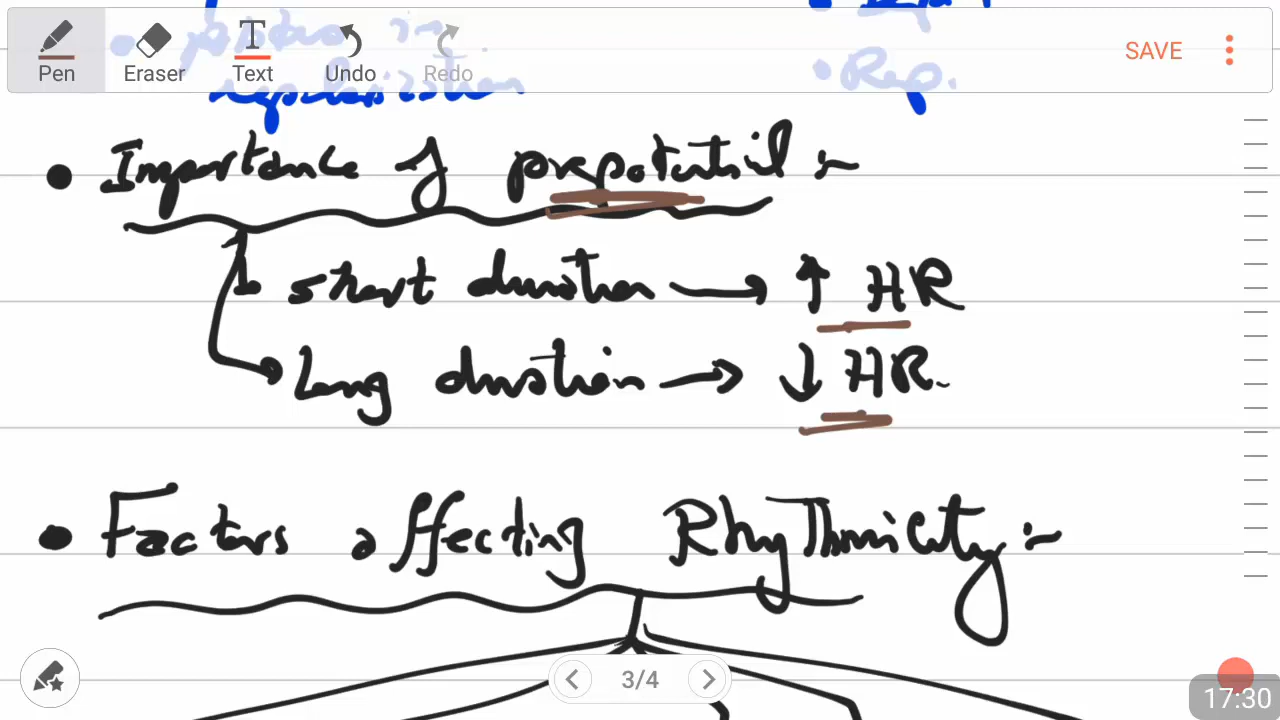 Pen Eraser Text Undo Redo SAVE
Rep.
• Importance of prepotential :-
short duration → ↑ HR
Long duration → ↓ HR.
• Factors affecting Rhythmicity :-
3/4
17:30